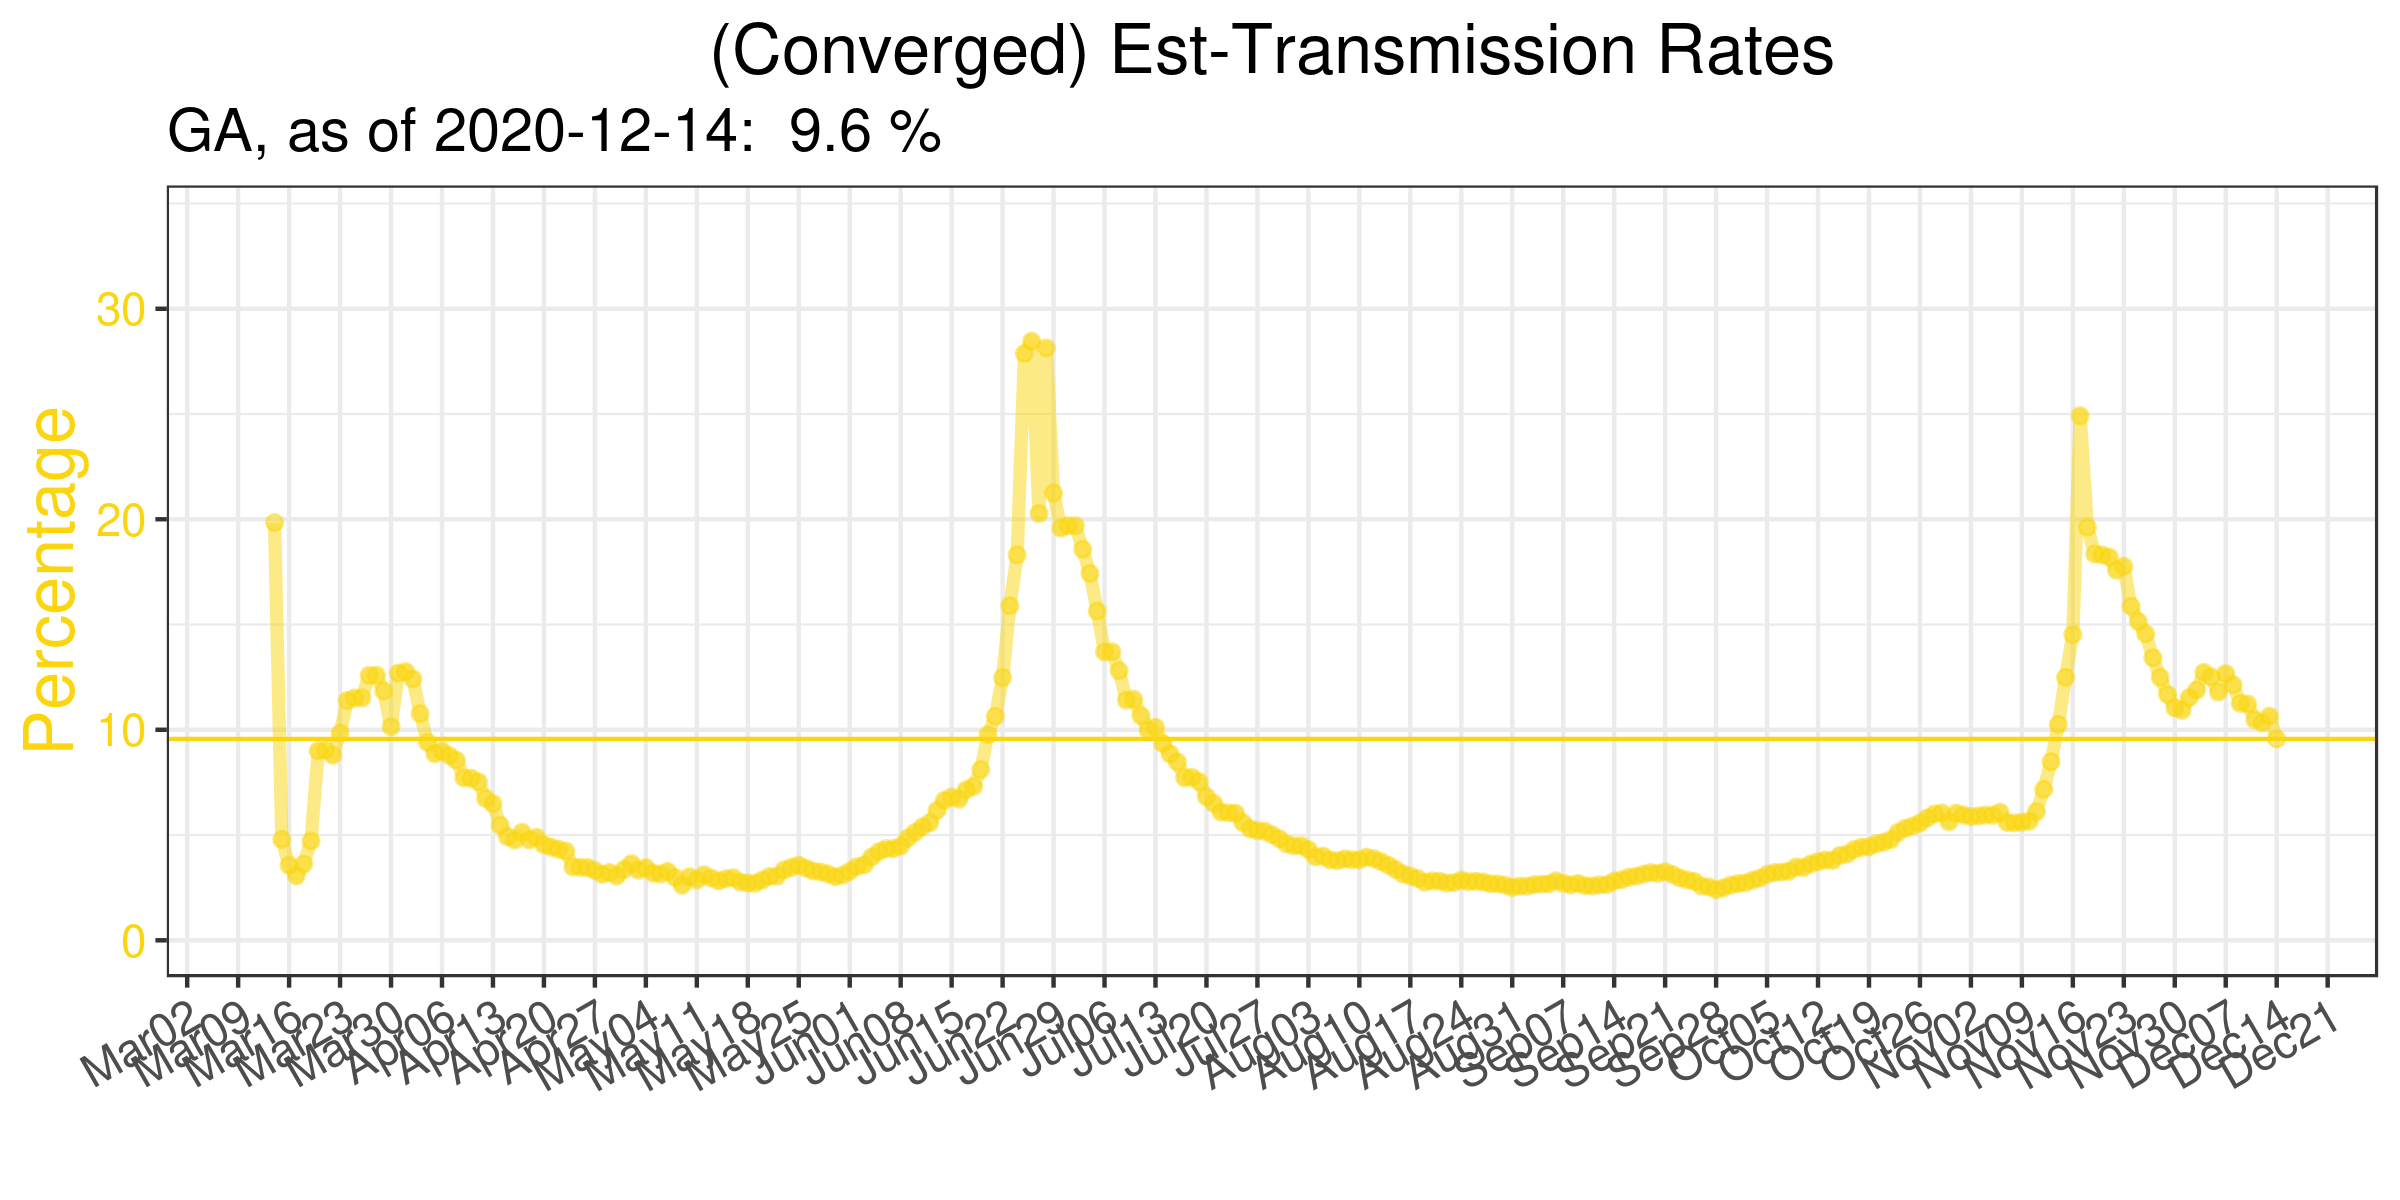 (Converged) Est-Transmission Rates
GA, as of 2020-12-14:  9.6 %
Percentage
30
20
10
0
Mar02
Mar09
Mar16
Mar23
Mar30
Apr06
Apr13
Apr20
Apr27
May04
May11
May18
May25
Jun01
Jun08
Jun15
Jun22
Jun29
Jul06
Jul13
Jul20
Jul27
Aug03
Aug10
Aug17
Aug24
Aug31
Sep07
Sep14
Sep21
Sep28
Oct05
Oct12
Oct19
Oct26
Nov02
Nov09
Nov16
Nov23
Nov30
Dec07
Dec14
Dec21